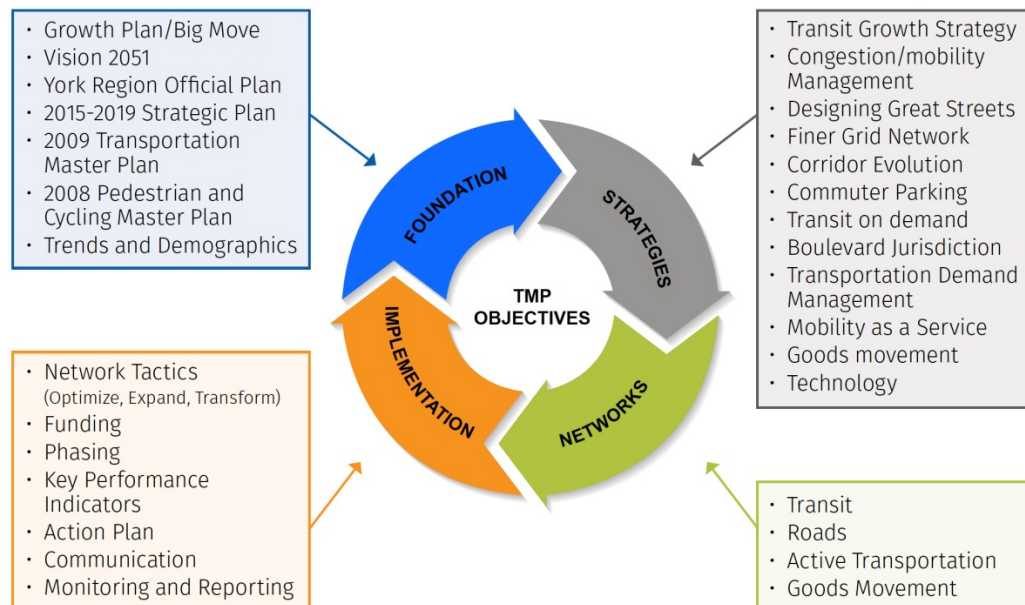 • Growth Plan/Big Move
• Vision 2051
• York Region Official Plan
• 2015-2019 Strategic Plan
• 2009 Transportation
Master Plan
• 2008 Pedestrian and
Cycling Master Plan
• Trends and Demographics
• Transit Growth Strategy
• Congestion/mobility
Management
• Designing Great Streets
• Finer Grid Network
• Corridor Evolution
• Commuter Parking
• Transit on demand
• Boulevard Jurisdiction
• Transportation Demand
Management
• Mobility as a Service
• Goods movement
• Technology
FOUNDATION
STRATEGIES
TMP
OBJECTIVES
IMPLEMENTATION
NETWORKS
• Network Tactics
(Optimize, Expand, Transform)
• Funding
• Phasing
• Key Performance
Indicators
• Action Plan
• Communication
• Monitoring and Reporting
• Transit
• Roads
• Active Transportation
• Goods Movement